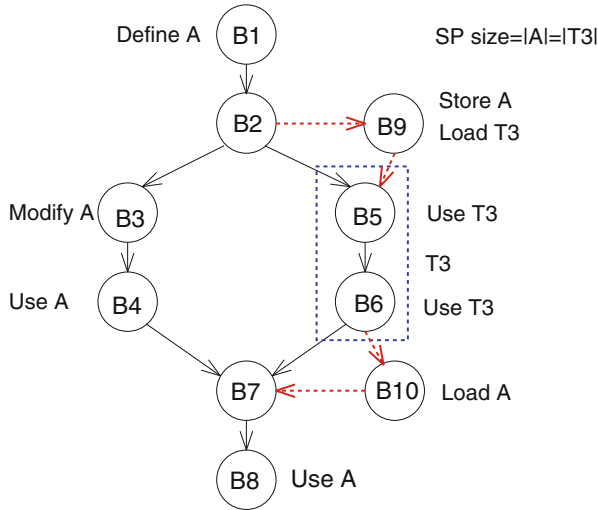 Define A
B1
SP size=|A|=|T3|
B2
B9
Store A
Load T3
Modify A
B3
B5
Use T3
T3
Use A
B4
B6
Use T3
B7
B10
Load A
B8
Use A